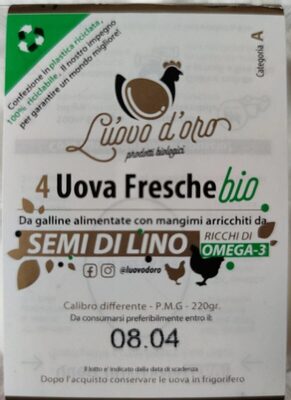 Confezione in plastica riciclata,
100% riciclabile. Il nostro impegno
per garantire un mondo migliore!
Categoria A
L'uovo d'oro
prodotti biologici
4 Uova Fresche bio
Da galline alimentate con mangimi arricchiti da
SEMI DI LINO
RICCHI DI
OMEGA-3
@luovodoro
Calibro differente - P.M.G - 220gr.
Da consumarsi preferibilmente entro il:
08.04
Il lotto e' indicato dalla data di scadenza
Dopo l'acquisto conservare le uova in frigorifero